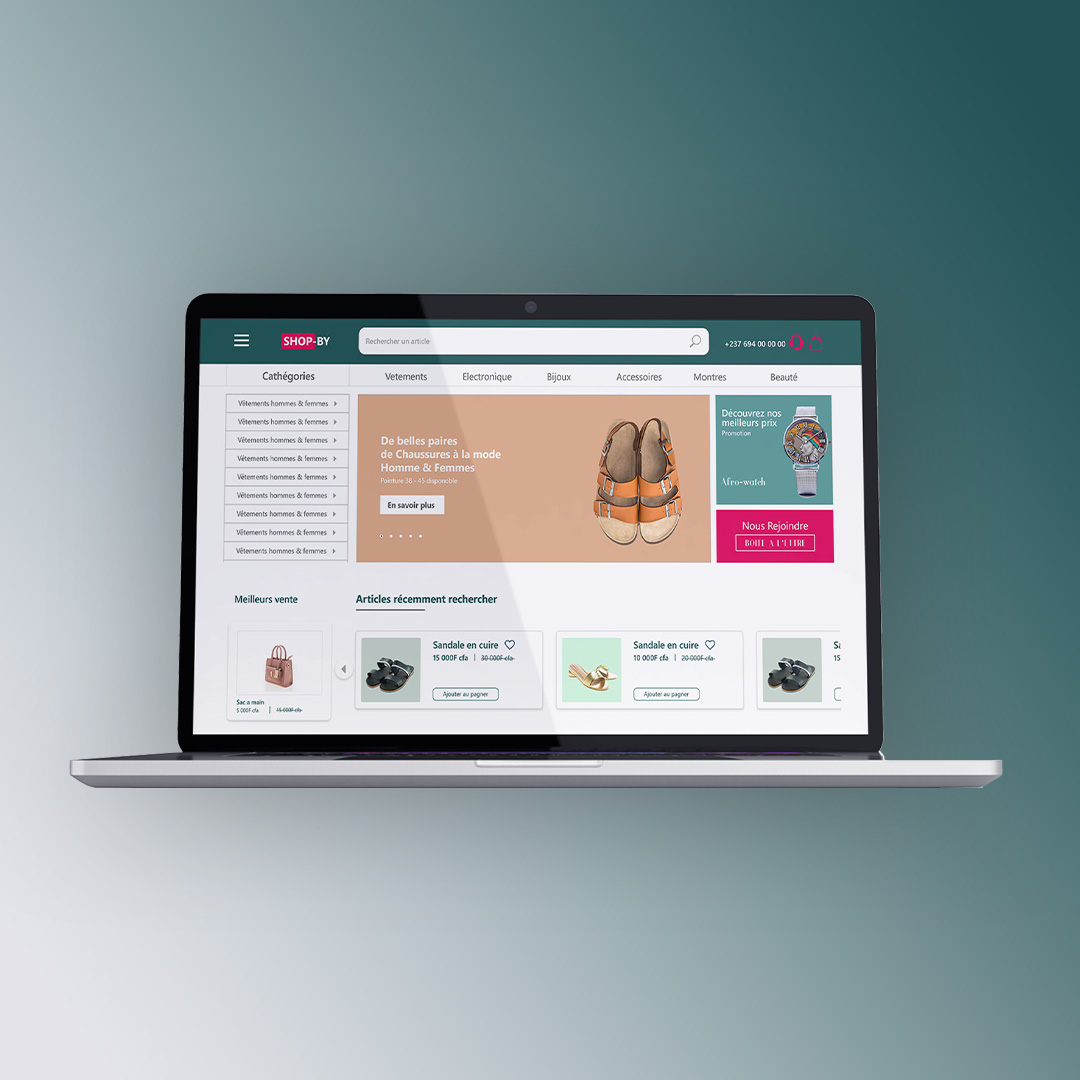 SHOP-BY
Rechercher un article
+237 694 00 00 00
Cathégories
Vetements
Electronique
Bijoux
Accessoires
Montres
Beauté
Vêtements hommes & femmes
Vêtements hommes & femmes
Vêtements hommes & femmes
Vêtements hommes & femmes
Vêtements hommes & femmes
Vêtements hommes & femmes
Vêtements hommes & femmes
Vêtements hommes & femmes
Vêtements hommes & femmes
De belles paires
de Chaussures à la mode
Homme & Femmes
Pointure 38 - 45 disponoble
En savoir plus
Découvrez nos
meilleurs prix
Promotion
Afro-watch
Nous Rejoindre
BOITE A L'ETTRE
Meilleurs vente
Sac a main
5 000F cfa | 15 000F cfa
Articles récemment rechercher
Sandale en cuire
15 000F cfa | 30 000F cfa
Ajouter au pagner
Sandale en cuire
10 000F cfa | 20 000F cfa
Ajouter au pagner
Sa
15